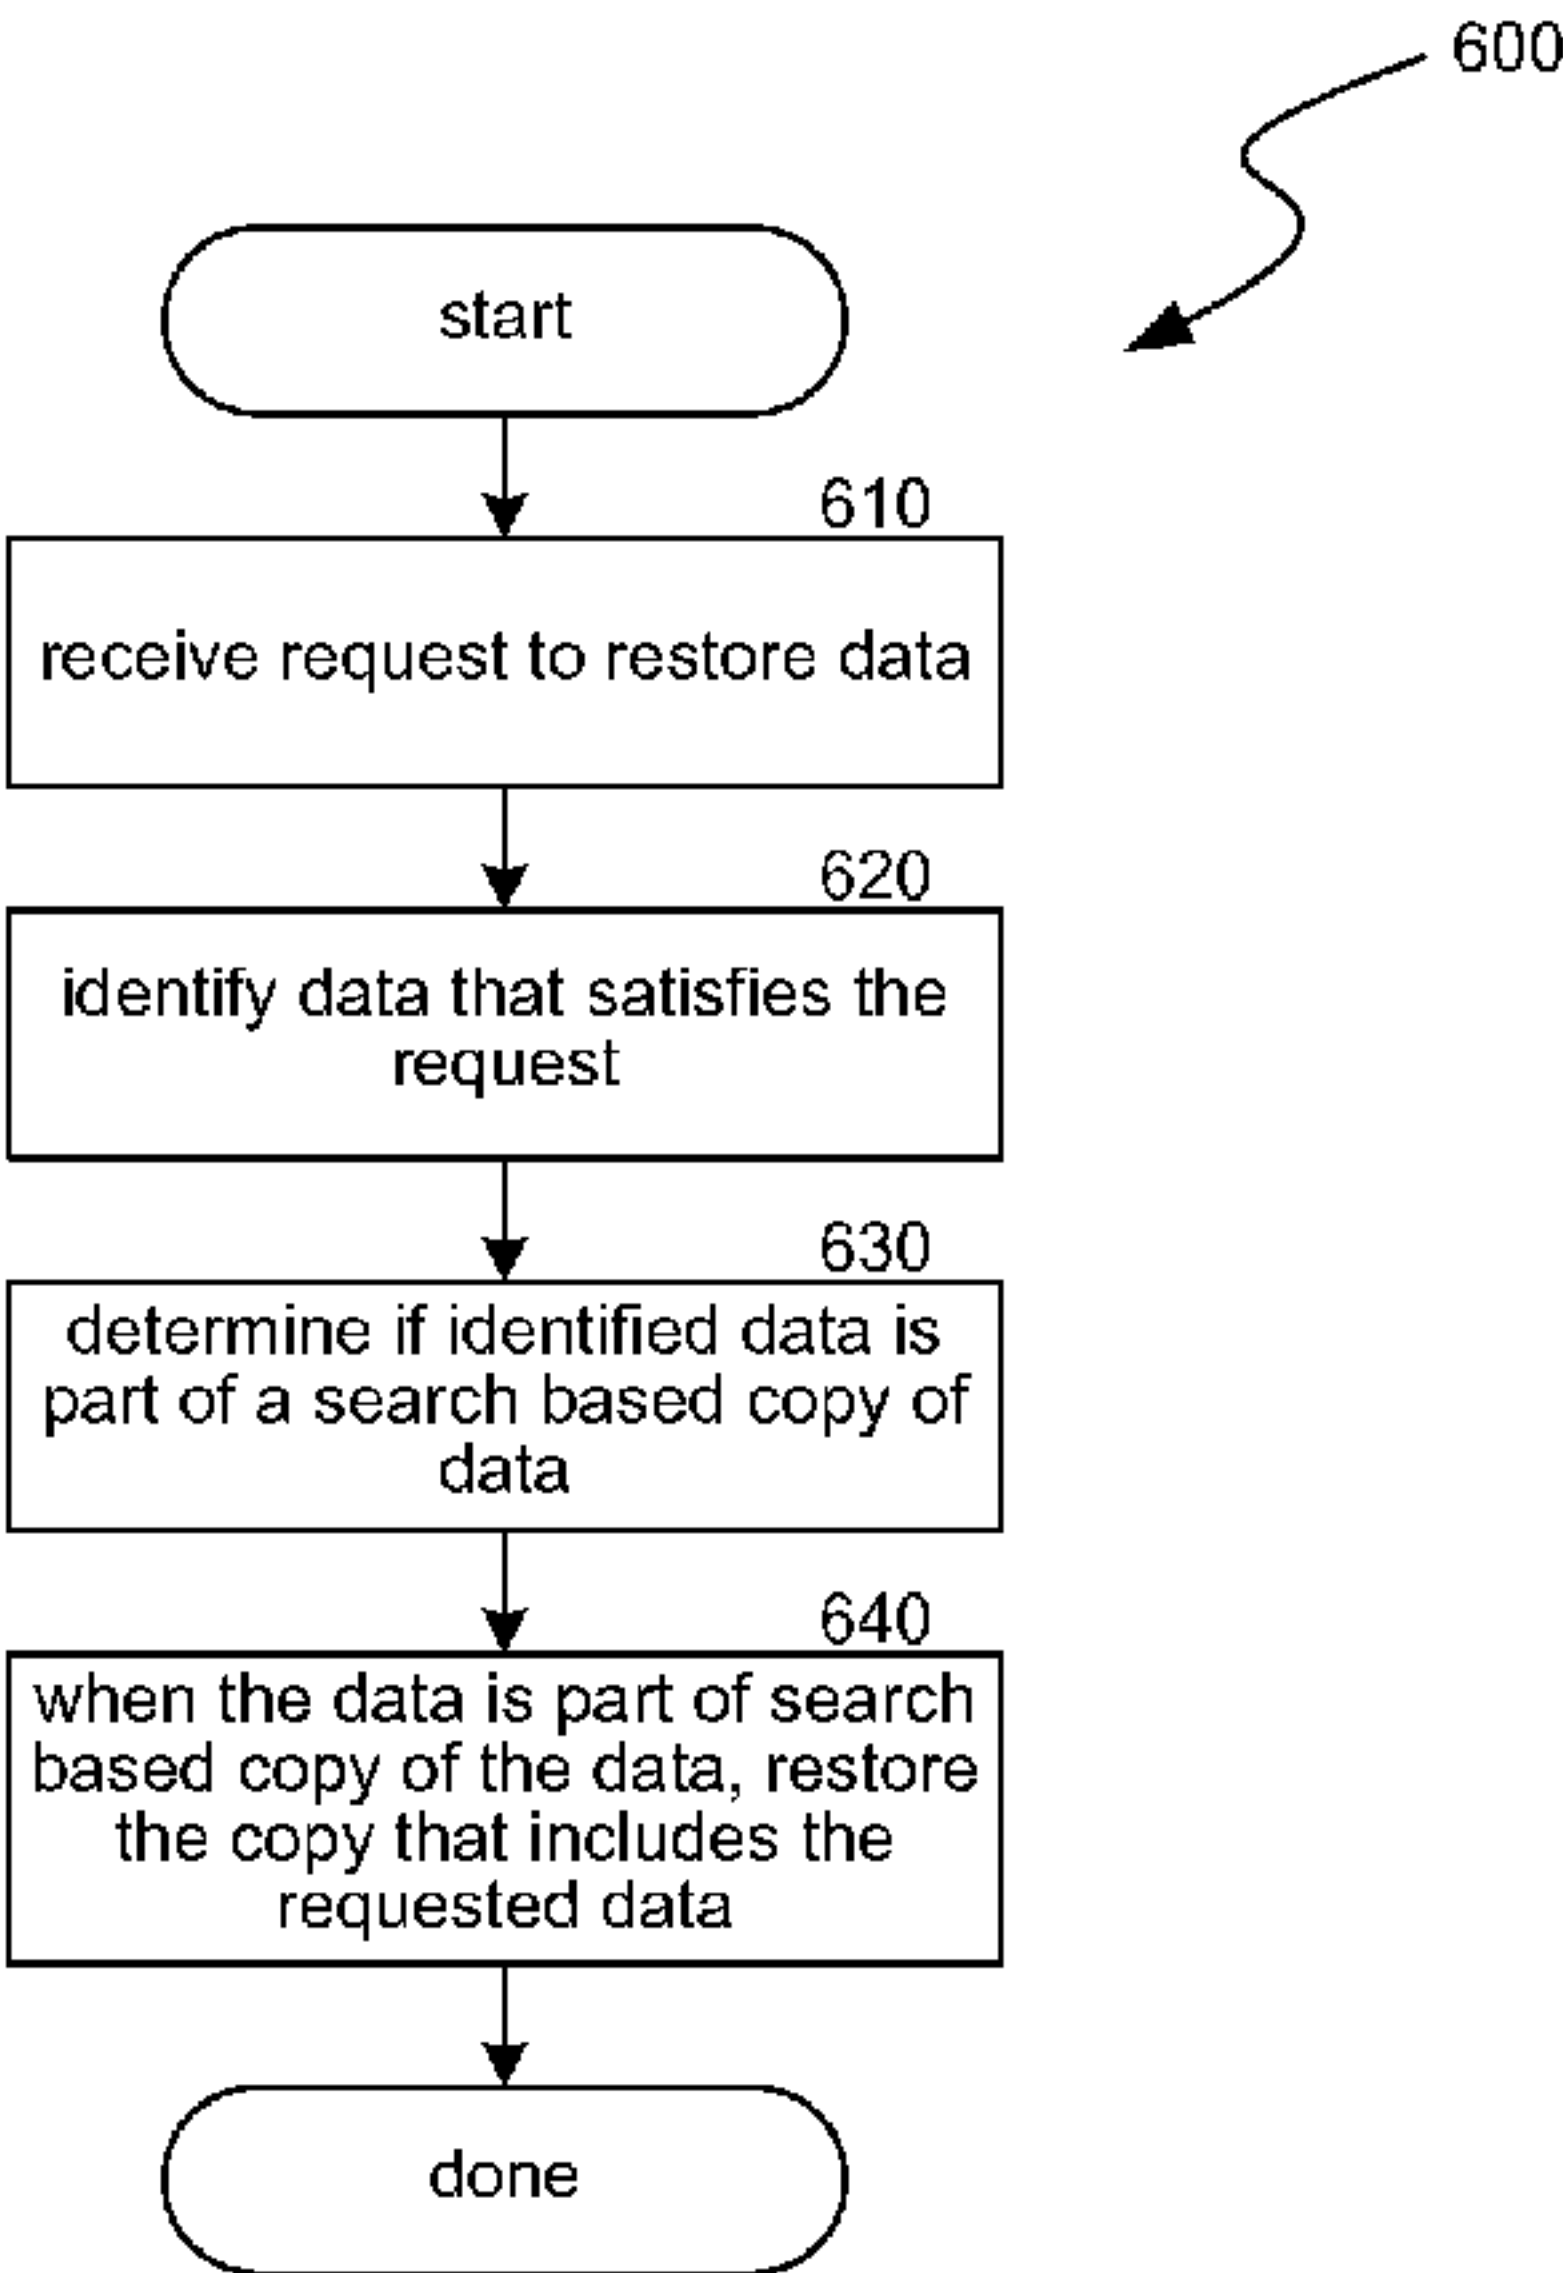 600
start
610
receive request to restore data
620
identify data that satisfies the
request
630
determine if identified data is
part of a search based copy of
data
640
when the data is part of search
based copy of the data, restore
the copy that includes the
requested data
done